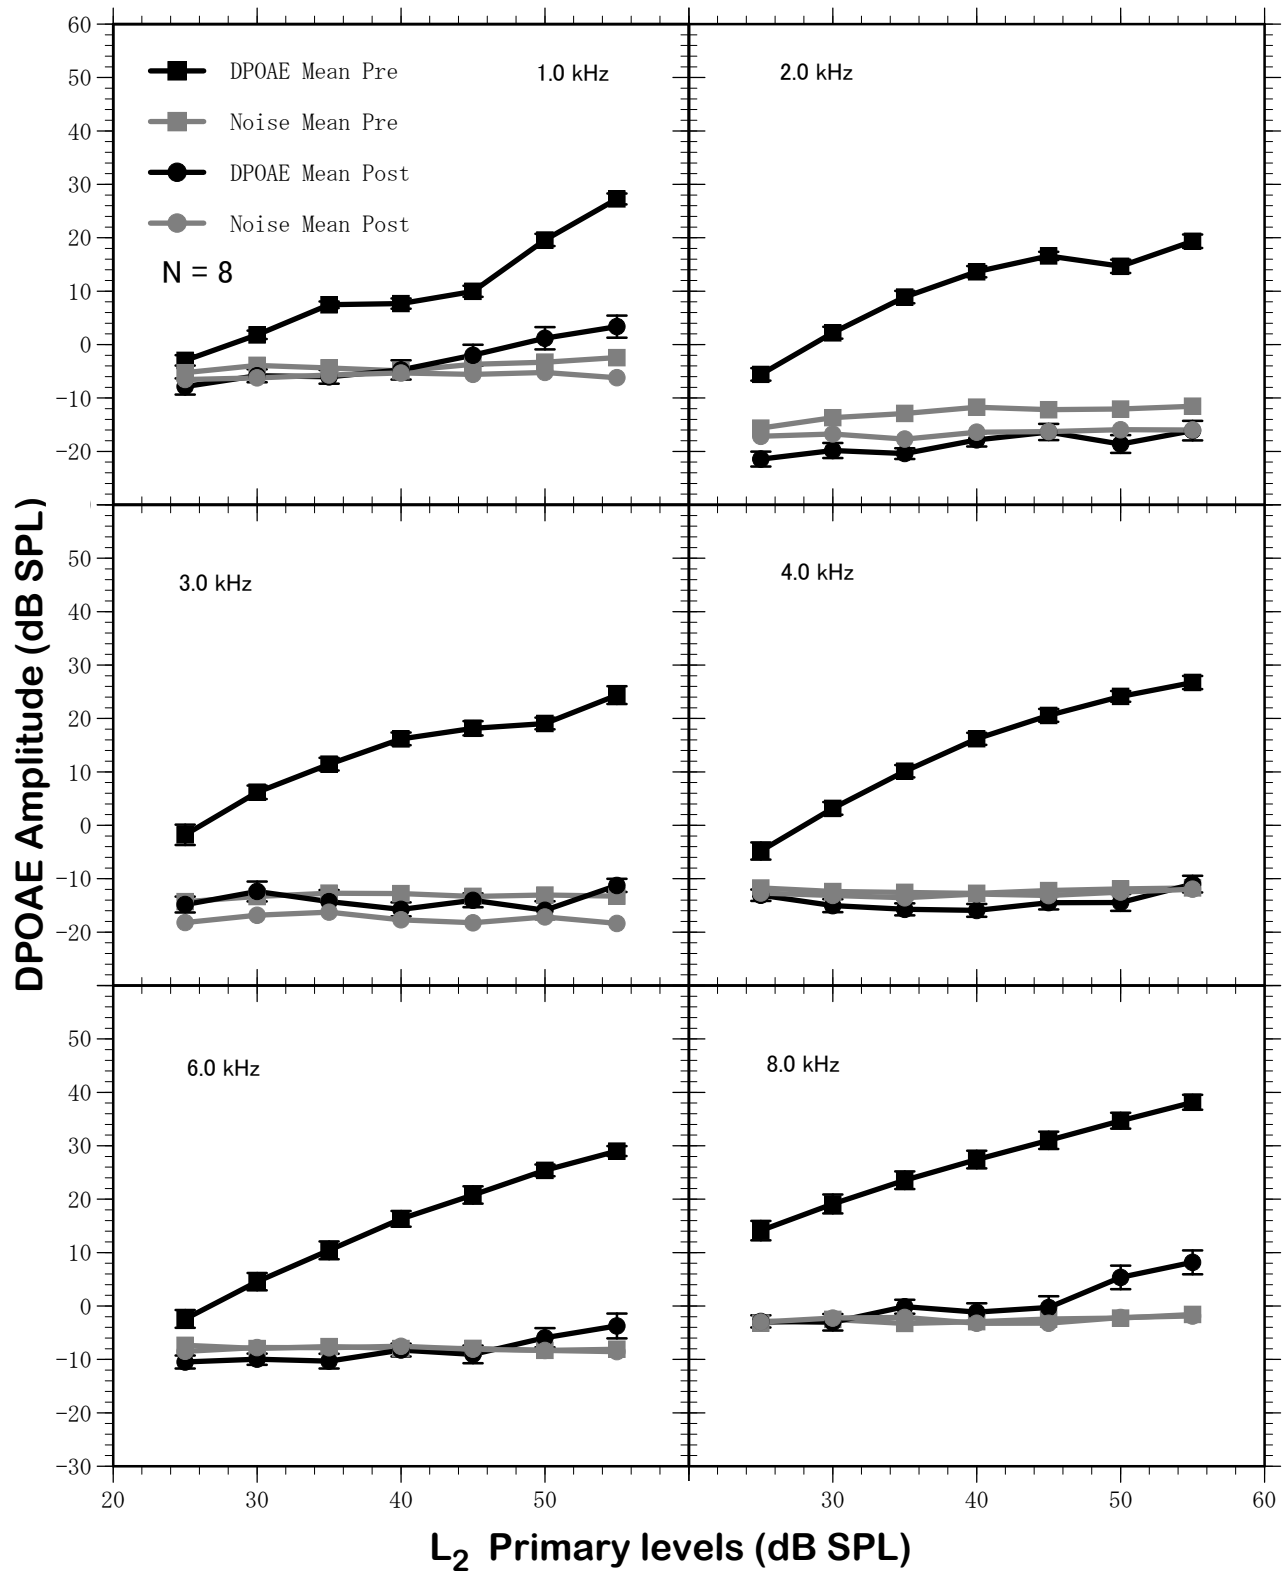 60
50
40
30
20
10
0
-10
-20
DPOAE Mean Pre
Noise Mean Pre
DPOAE Mean Post
Noise Mean Post
N = 8
1.0 kHz
2.0 kHz
50
40
30
20
10
0
-10
-20
3.0 kHz
4.0 kHz
50
40
30
20
10
0
-10
-20
-30
6.0 kHz
8.0 kHz
20 30 40 50 30 40 50 60
DPOAE Amplitude (dB SPL)
L2 Primary levels (dB SPL)